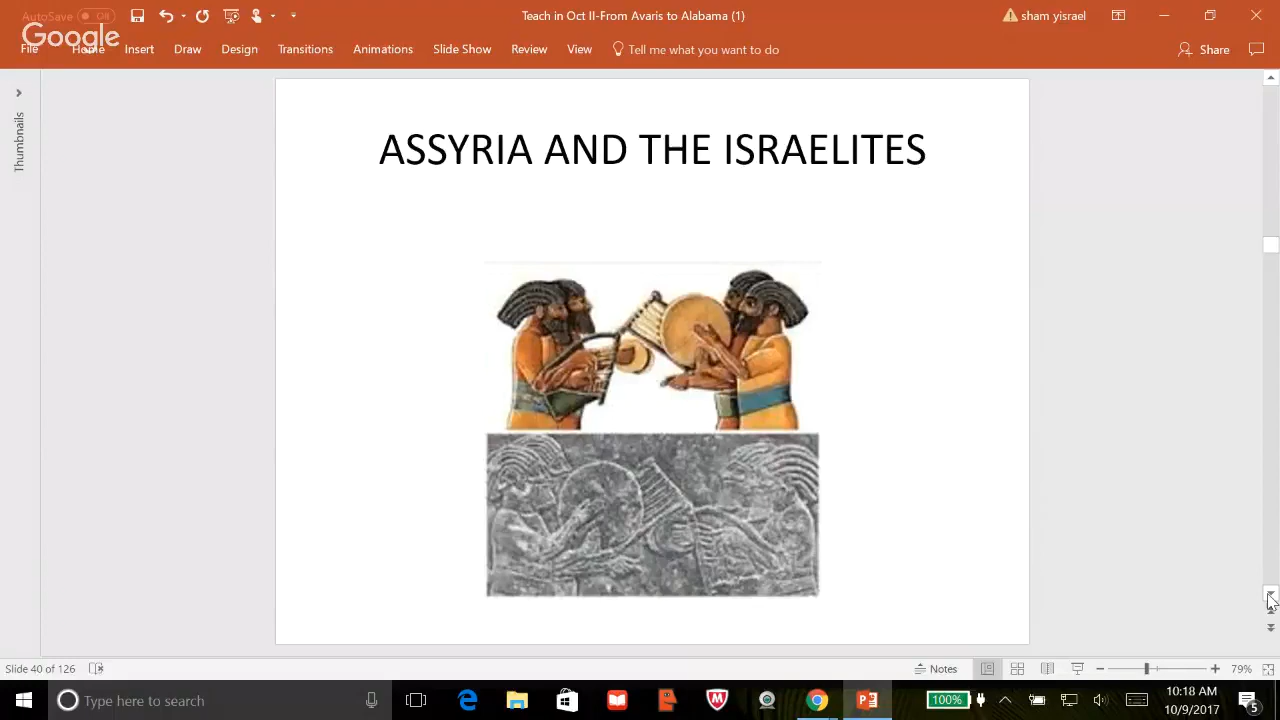 AutoSave Off
Teach in Oct II-From Avaris to Alabama (1)
sham yisrael
Google
File Home Insert Draw Design Transitions Animations Slide Show Review View Tell me what you want to do Share
Thumbnails
ASSYRIA AND THE ISRAELITES
Slide 40 of 126
Notes
79%
Type here to search
100%
10:18 AM
10/9/2017
5